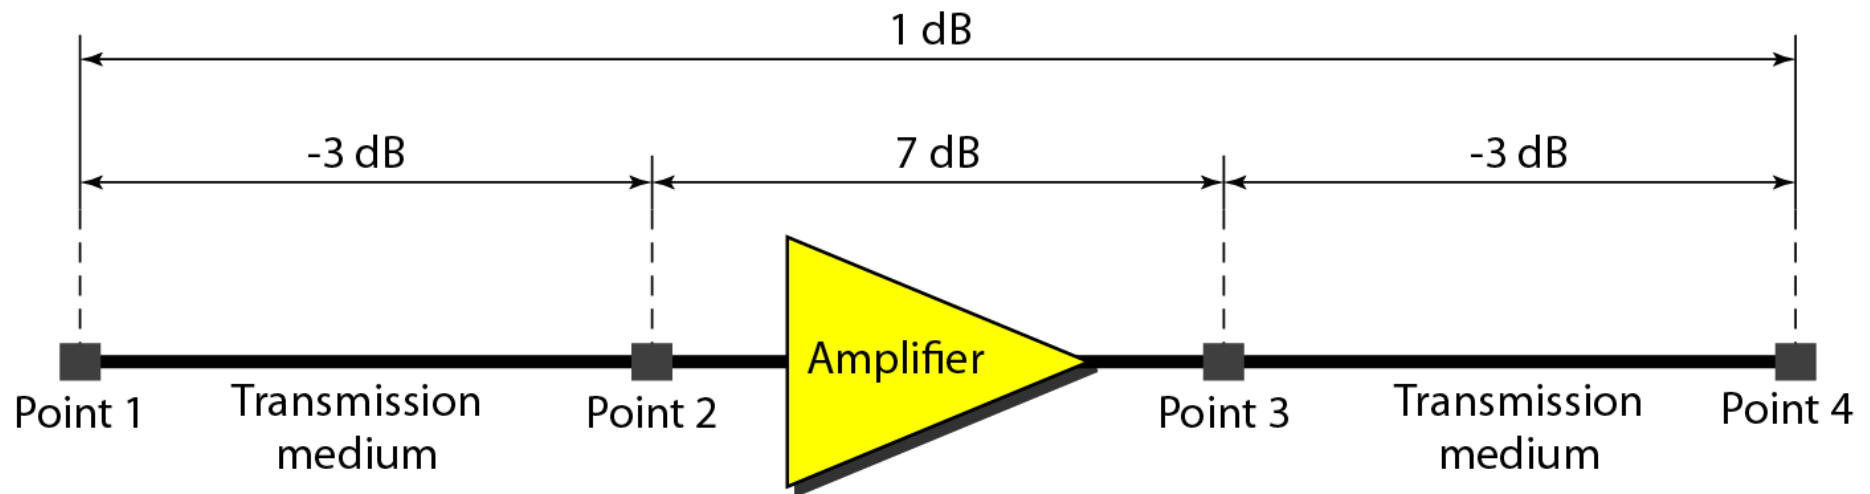 1 dB
-3 dB
7 dB
-3 dB
Amplifier
Point 1
Transmission
medium
Point 2
Point 3
Transmission
medium
Point 4